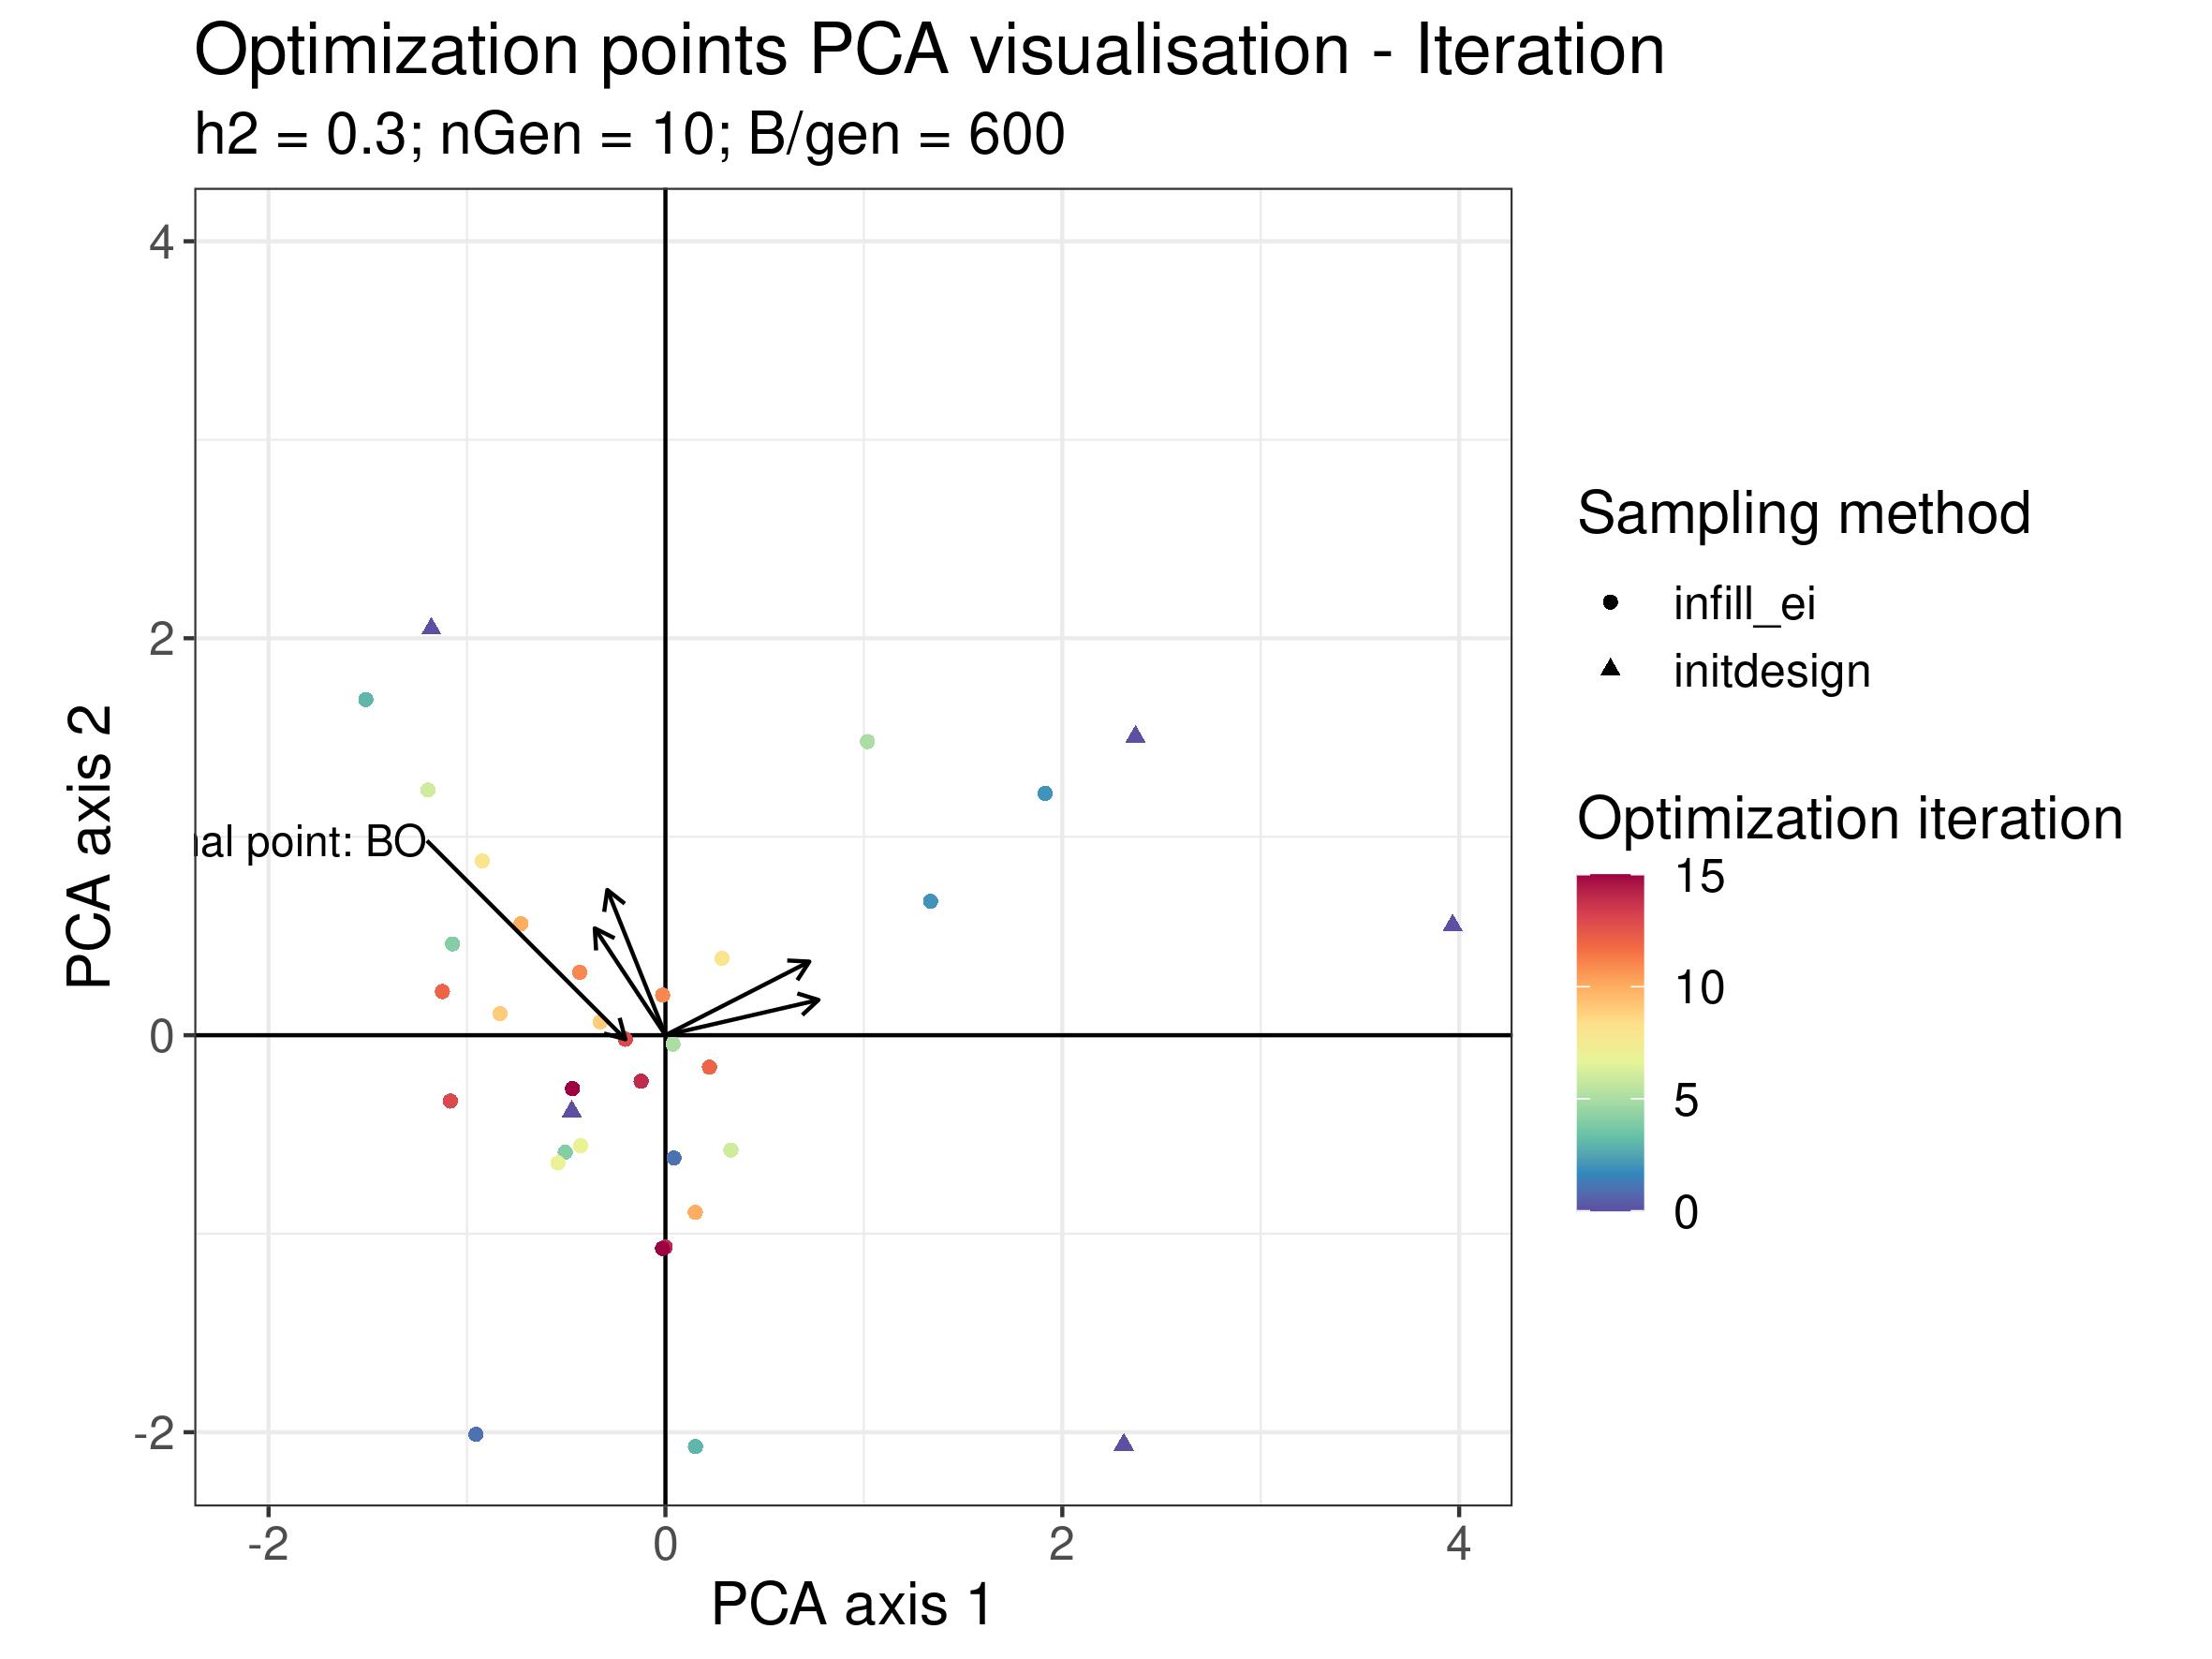 Optimization points PCA visualisation - Iteration
h2 = 0.3; nGen = 10; B/gen = 600
4
2
0
-2
PCA axis 2
point: BO
-2
0
2
4
PCA axis 1
Sampling method
infill_ei
initdesign
Optimization iteration
15
10
5
0